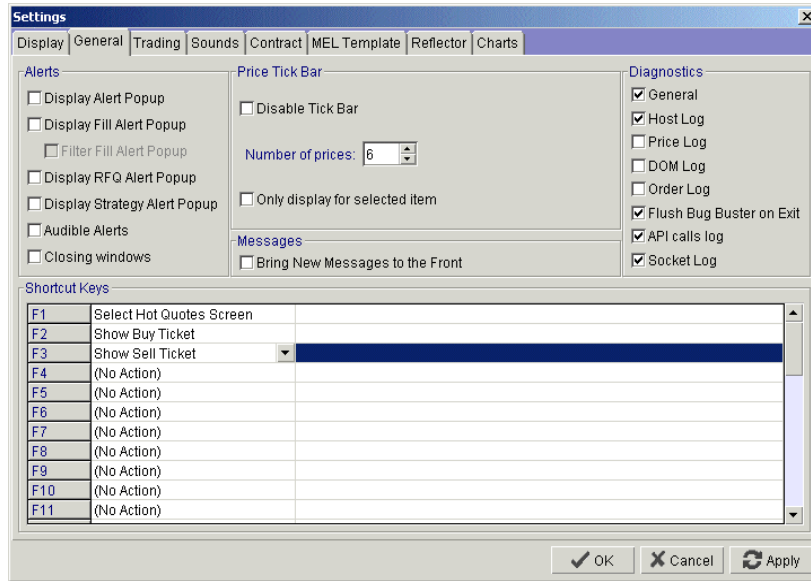 Settings
Display General Trading Sounds Contract MEL Template Reflector Charts
Alerts
Display Alert Popup
Display Fill Alert Popup
Filter Fill Alert Popup
Display RFQ Alert Popup
Display Strategy Alert Popup
Audible Alerts
Closing windows
Price Tick Bar
Disable Tick Bar
Number of prices: 6
Only display for selected item
Messages
Bring New Messages to the Front
Diagnostics
General
Host Log
Price Log
DOM Log
Order Log
Flush Bug Buster on Exit
API calls log
Socket Log
Shortcut Keys
F1 Select Hot Quotes Screen
F2 Show Buy Ticket
F3 Show Sell Ticket
F4 (No Action)
F5 (No Action)
F6 (No Action)
F7 (No Action)
F8 (No Action)
F9 (No Action)
F10 (No Action)
F11 (No Action)
OK Cancel Apply